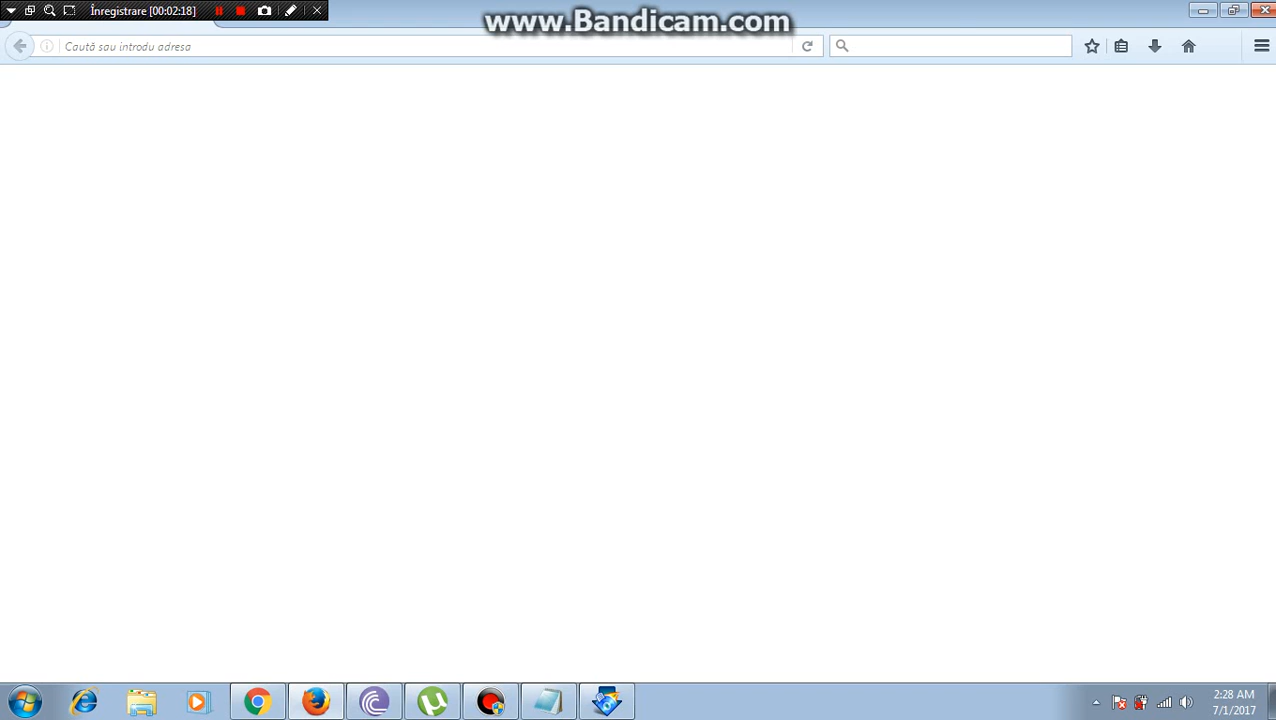 Înregistrare [00:02:18]
www.Bandicam.com
Caută sau introdu adresa
2:28 AM
7/1/2017